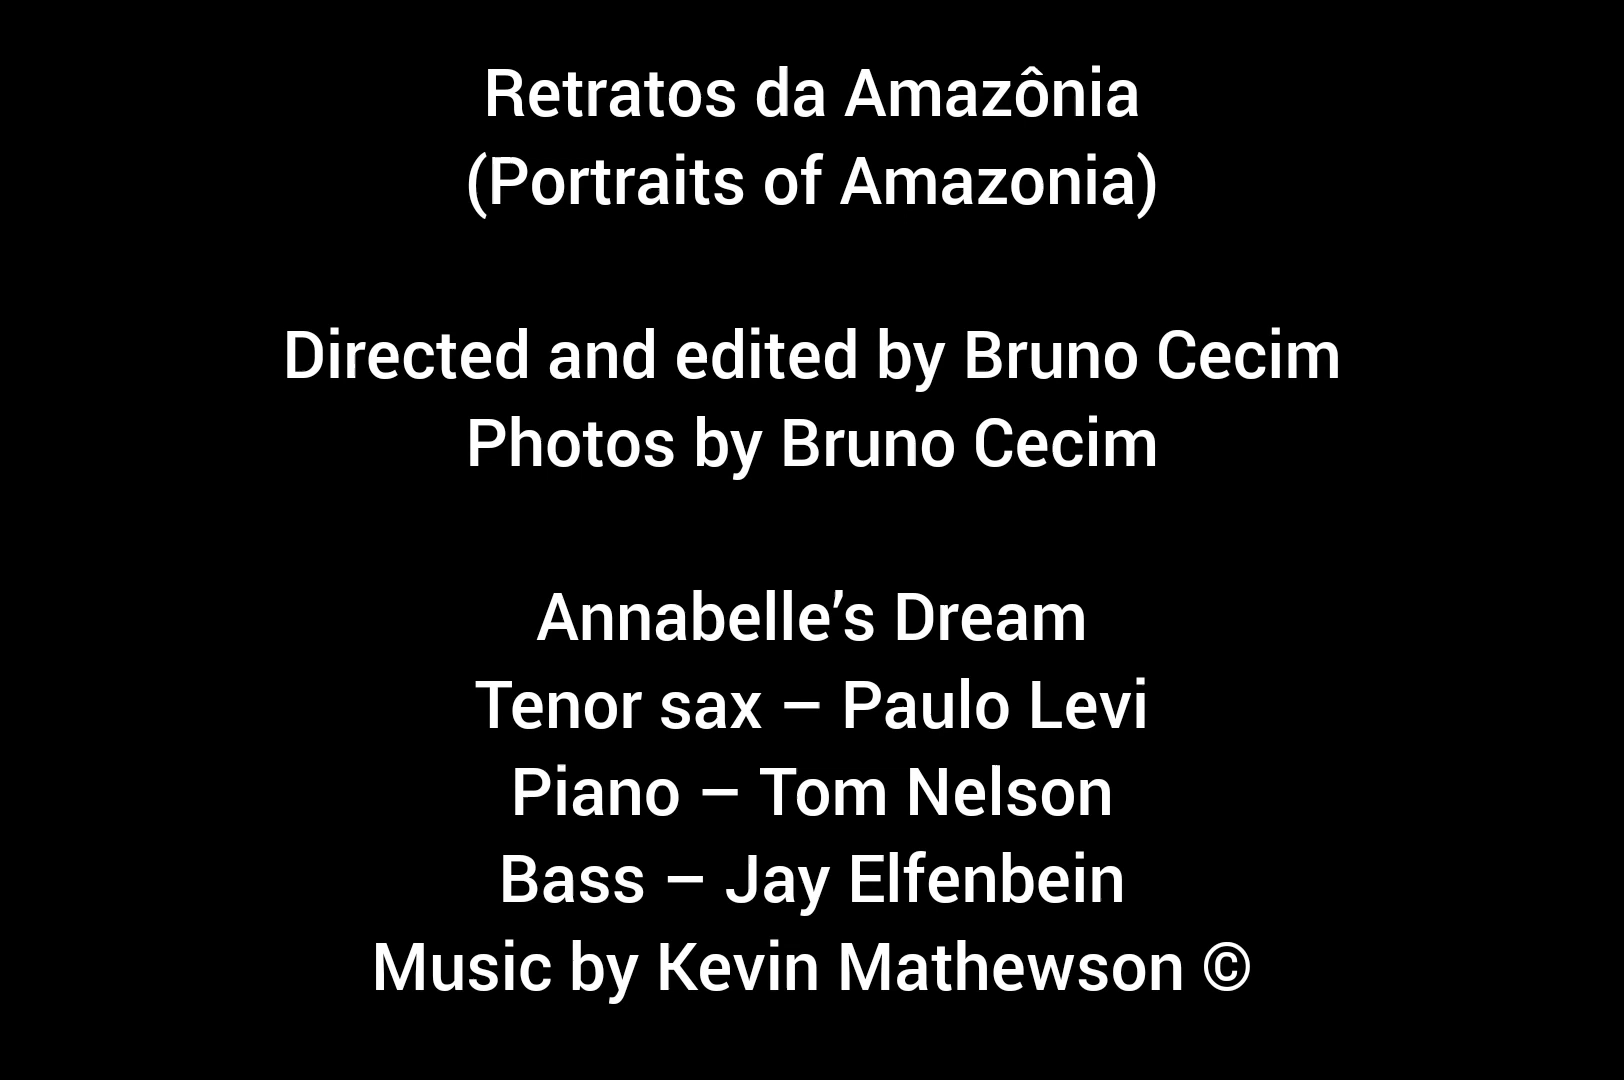 Retratos da Amazônia
(Portraits of Amazonia)
Directed and edited by Bruno Cecim
Photos by Bruno Cecim
Annabelle’s Dream
Tenor sax – Paulo Levi
Piano – Tom Nelson
Bass – Jay Elfenbein
Music by Kevin Mathewson ©